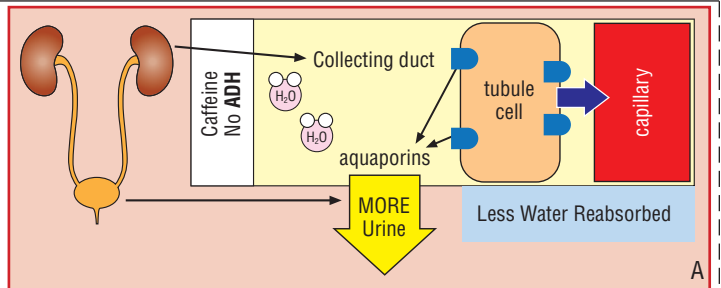 Caffeine
No ADH
Collecting duct
H₂O
H₂O
aquaporins
tubule
cell
capillary
MORE
Urine
Less Water Reabsorbed
A